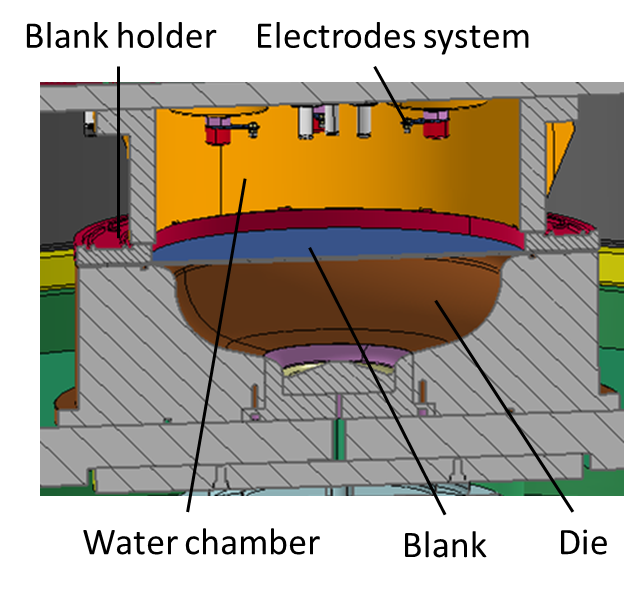 Blank holder
Electrodes system
Water chamber
Blank
Die